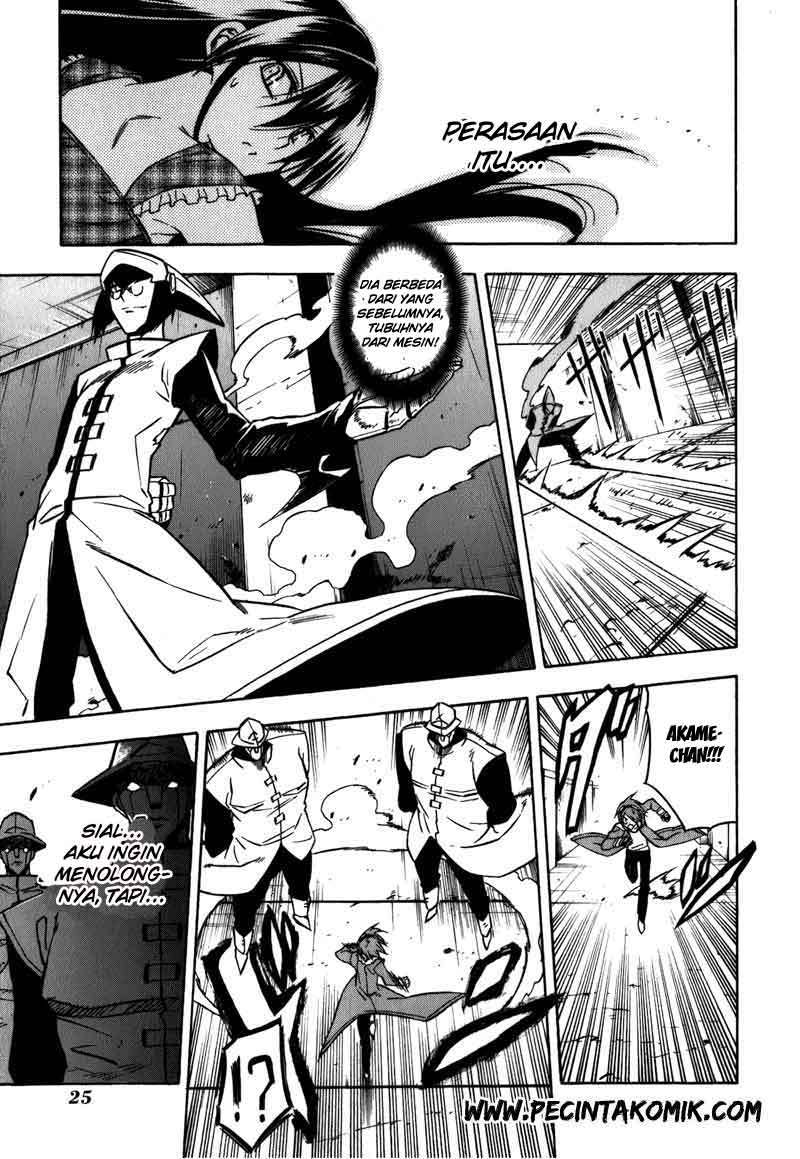 PERASAAN
ITU....
DIA BERBEDA
DARI YANG
SEBELUMNYA,
TUBUHNYA
DARI MESIN!
AKAME-
CHAN!!!
!?
SIAL...
AKU INGIN
MENOLONG-
NYA, TAPI...
25
WWW.PECINTAKOMIK.COM